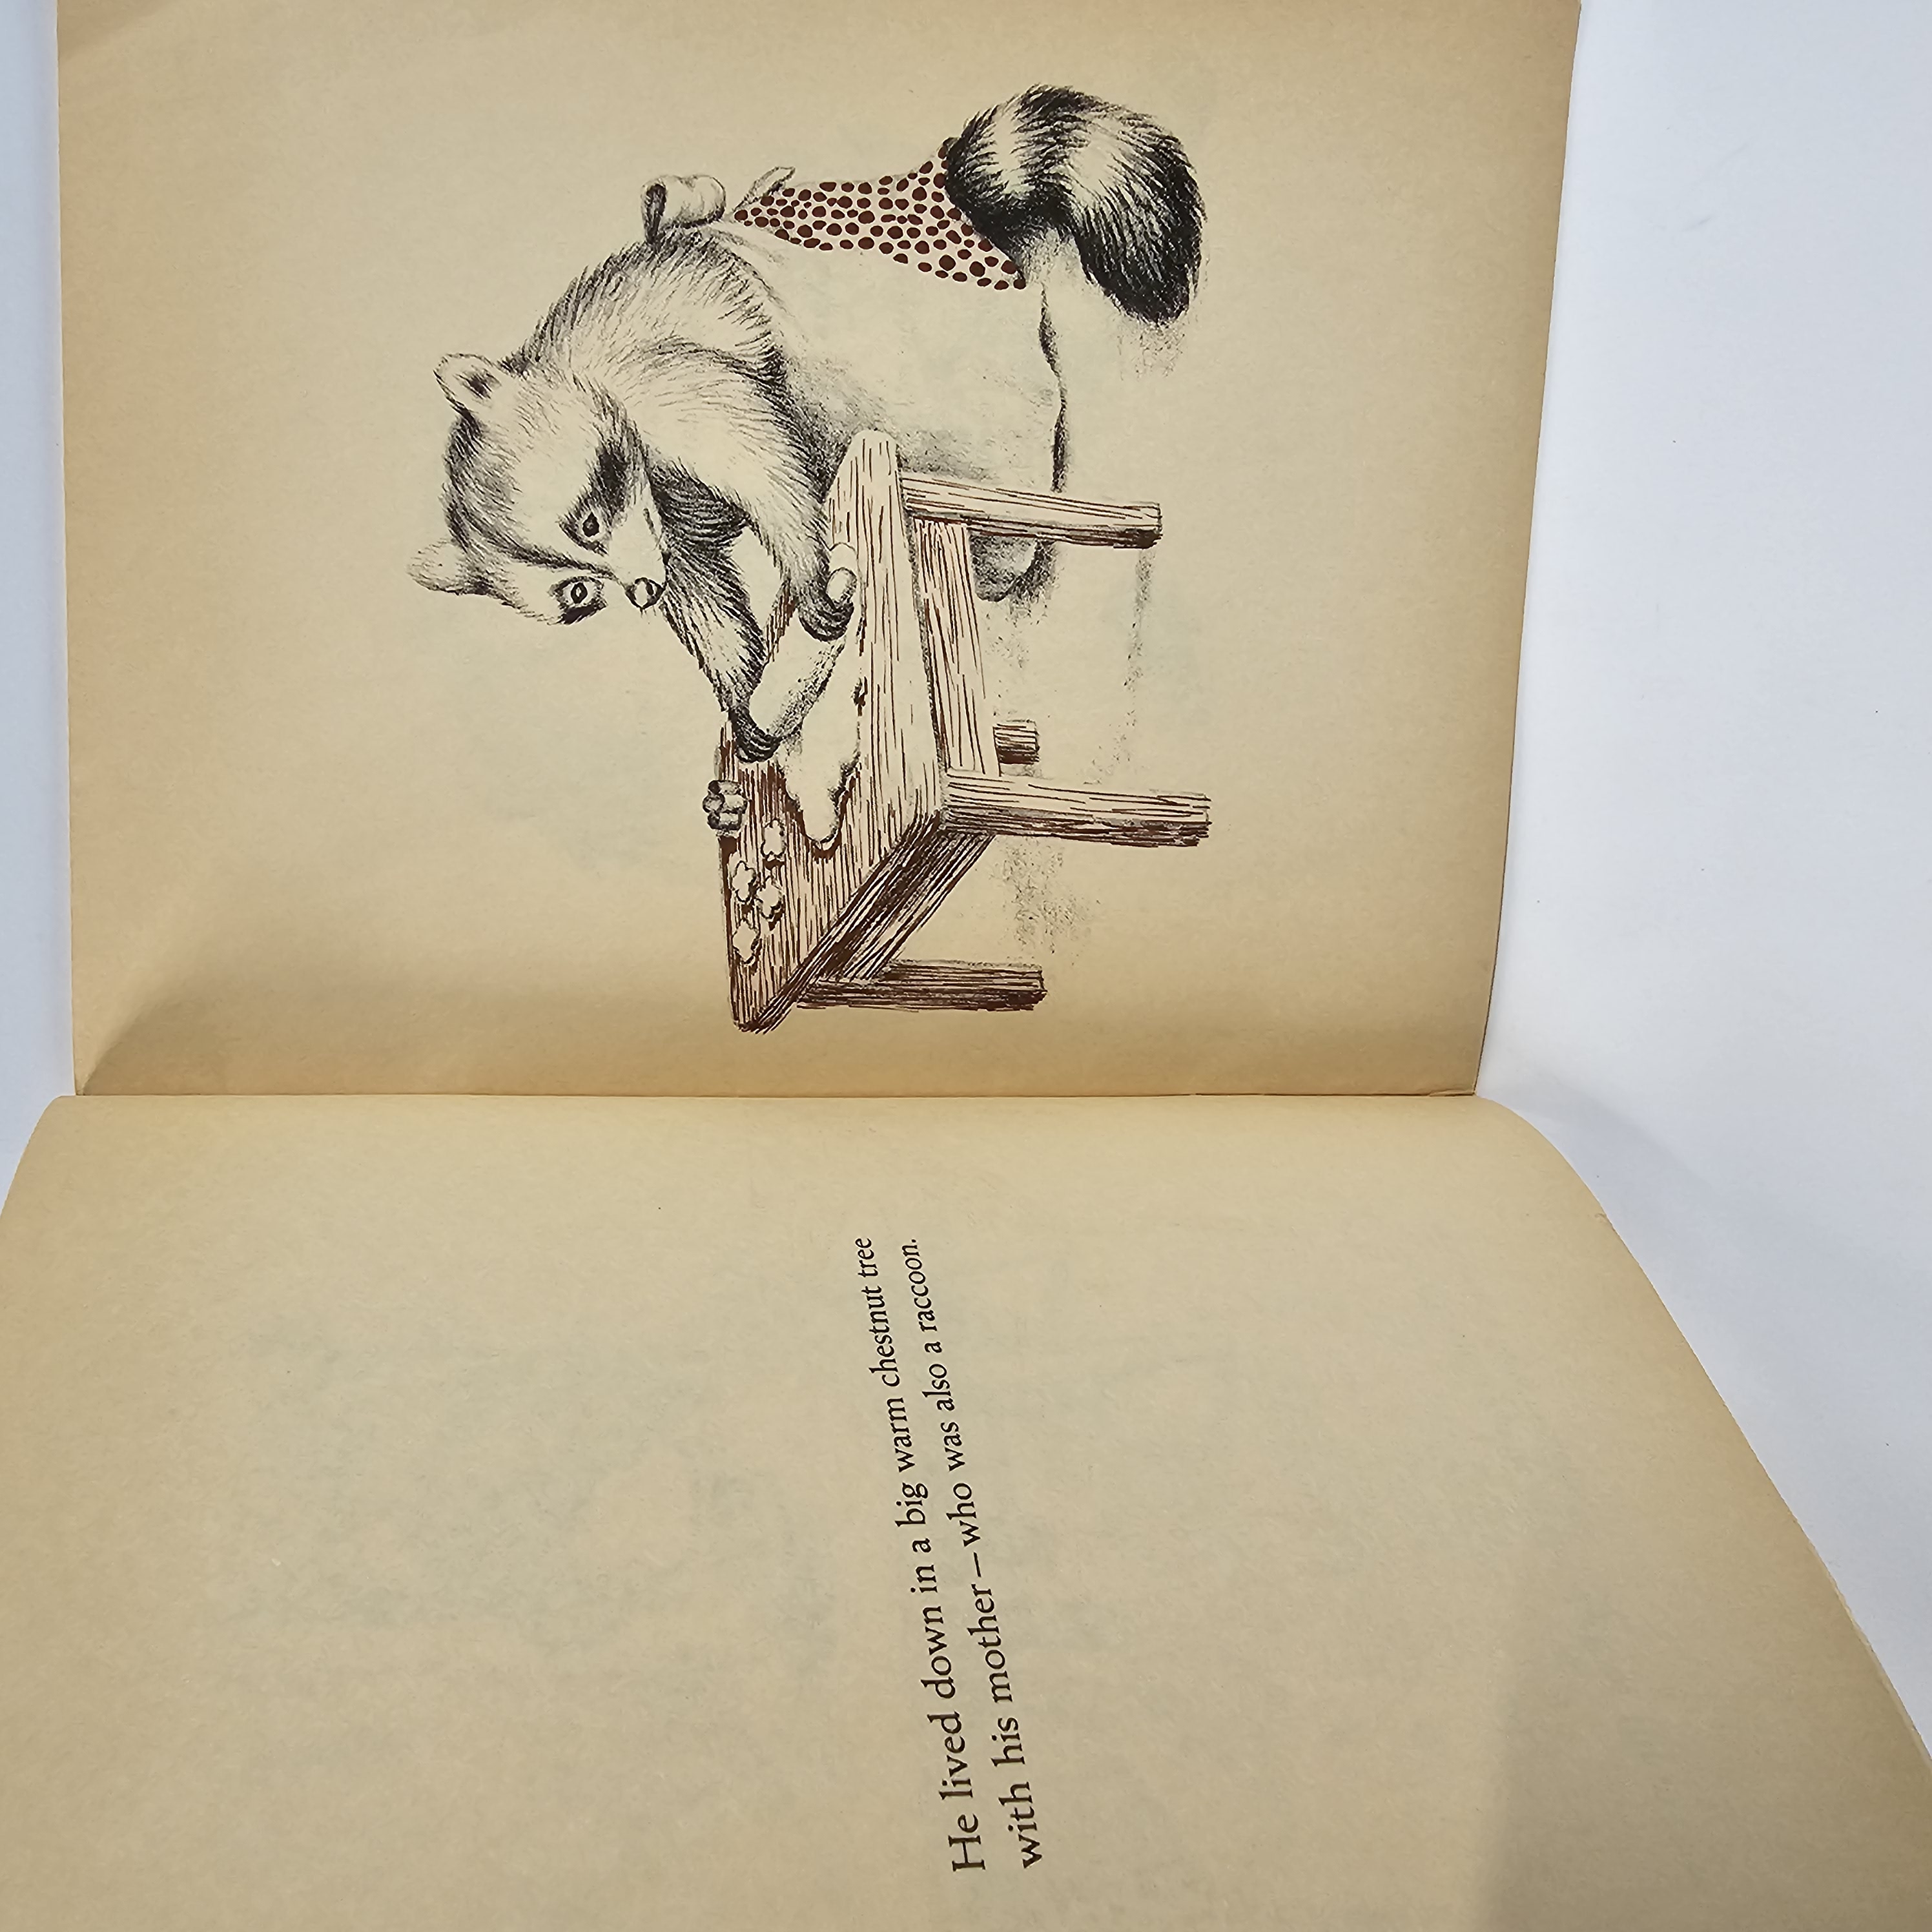 He lived down in a big warm chestnut tree
with his mother—who was also a raccoon.